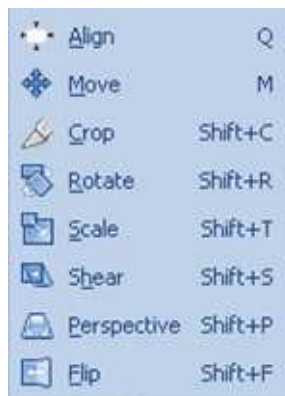 Align Q
Move M
Crop Shift+C
Rotate Shift+R
Scale Shift+T
Shear Shift+S
Perspective Shift+P
Flip Shift+F